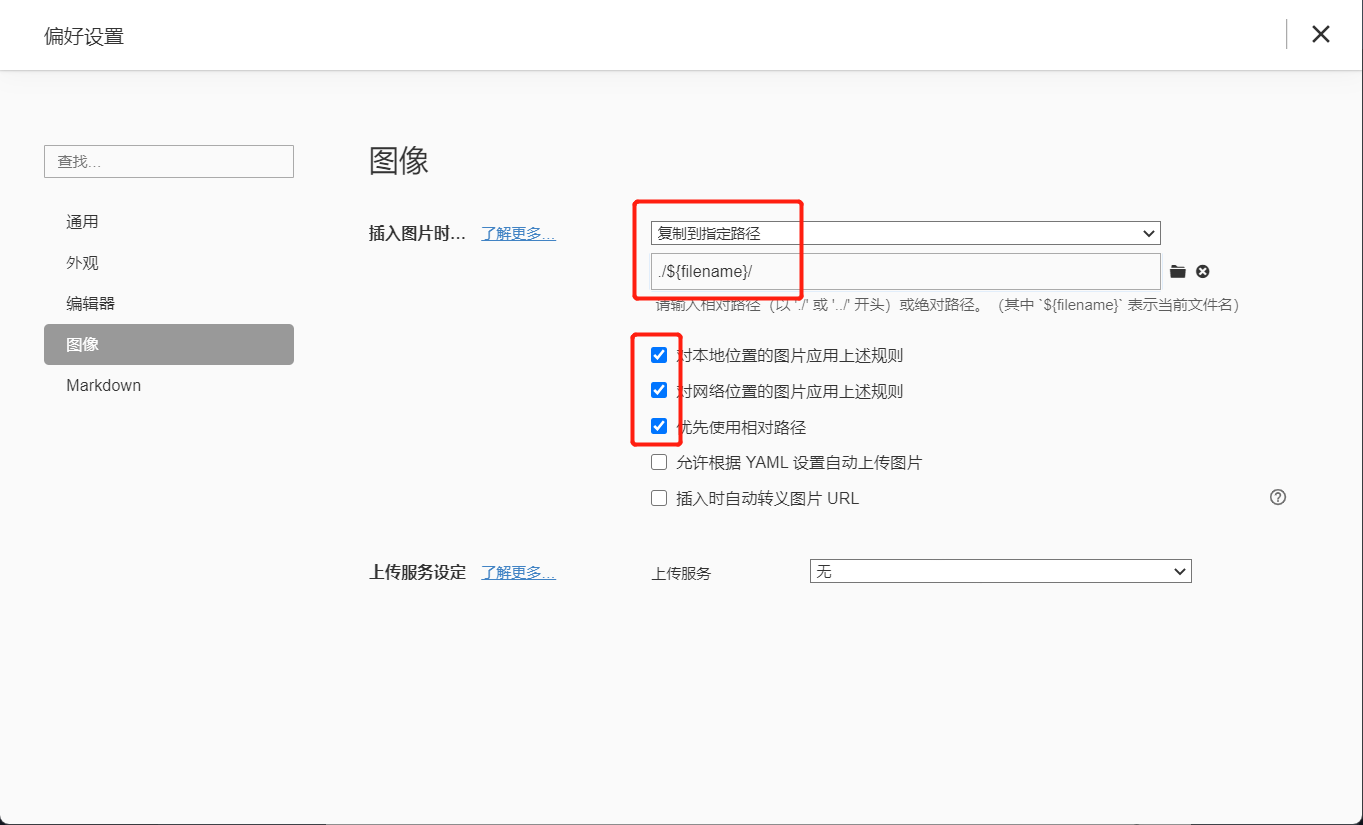 偏好设置
查找...
通用
外观
编辑器
图像
Markdown
图像
插入图片时... 了解更多...
复制到指定路径
./${filename}/
请输入相对路径（以 './' 或 '../' 开头）或绝对路径。（其中 `${filename}` 表示当前文件名）
对本地位置的图片应用上述规则
对网络位置的图片应用上述规则
优先使用相对路径
允许根据 YAML 设置自动上传图片
插入时自动转义图片 URL
上传服务设定 了解更多...
上传服务 无